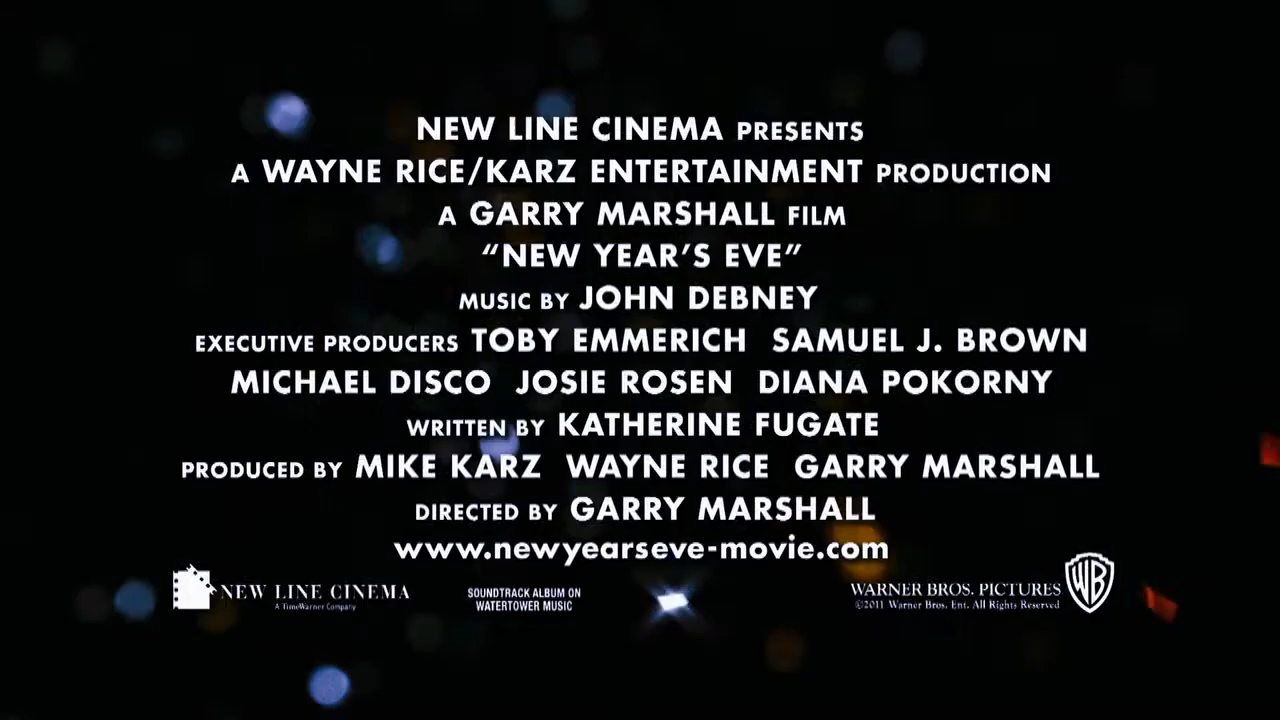 NEW LINE CINEMA PRESENTS
A WAYNE RICE/KARZ ENTERTAINMENT PRODUCTION
A GARRY MARSHALL FILM
“NEW YEAR’S EVE”
MUSIC BY JOHN DEBNEY
EXECUTIVE PRODUCERS TOBY EMMERICH SAMUEL J. BROWN
MICHAEL DISCO JOSIE ROSEN DIANA POKORNY
WRITTEN BY KATHERINE FUGATE
PRODUCED BY MIKE KARZ WAYNE RICE GARRY MARSHALL
DIRECTED BY GARRY MARSHALL
www.newyearseve-movie.com
NEW LINE CINEMA
A TimeWarner Company
SOUNDTRACK ALBUM ON
WATERTOWER MUSIC
WARNER BROS. PICTURES
©2011 Warner Bros. Ent. All Rights Reserved
WB